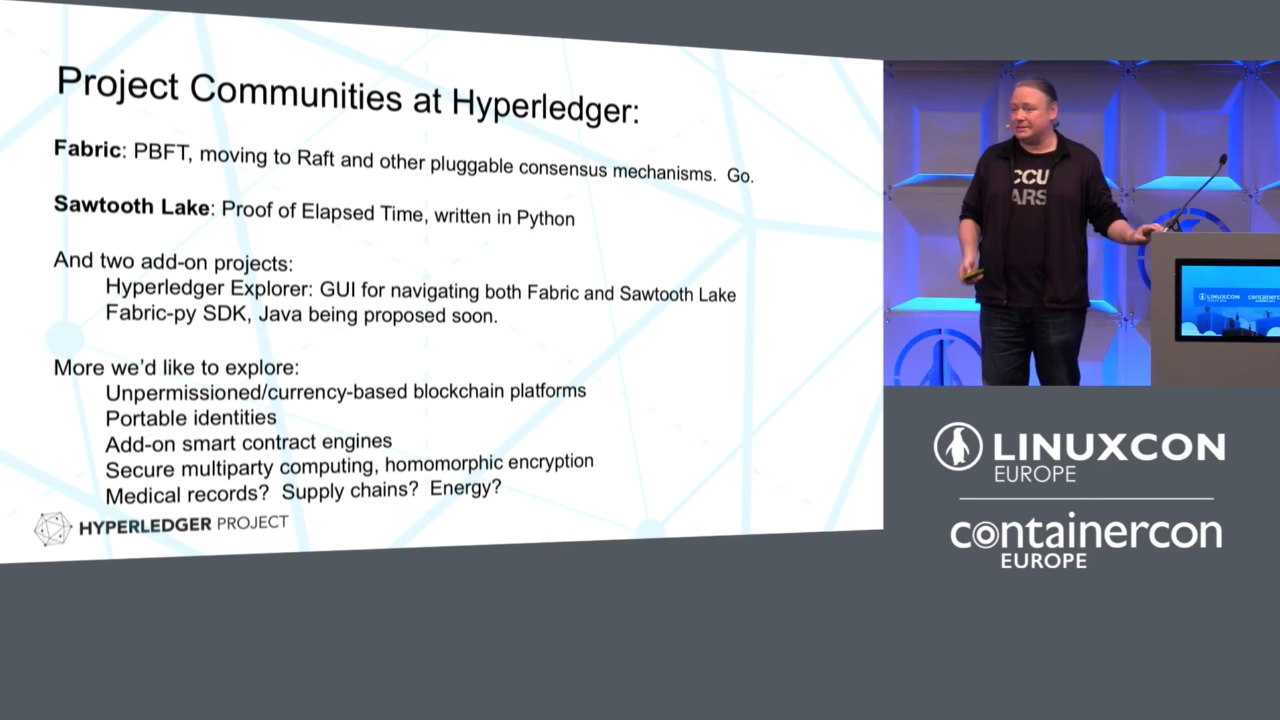 Project Communities at Hyperledger:
Fabric: PBFT, moving to Raft and other pluggable consensus mechanisms. Go.
Sawtooth Lake: Proof of Elapsed Time, written in Python
And two add-on projects:
Hyperledger Explorer: GUI for navigating both Fabric and Sawtooth Lake
Fabric-py SDK, Java being proposed soon.
More we'd like to explore:
Unpermissioned/currency-based blockchain platforms
Portable identities
Add-on smart contract engines
Secure multiparty computing, homomorphic encryption
Medical records? Supply chains? Energy?
HYPERLEDGER PROJECT
CCU
ARS
LINUXCON
LINUXCON
EUROPE
containercon
EUROPE